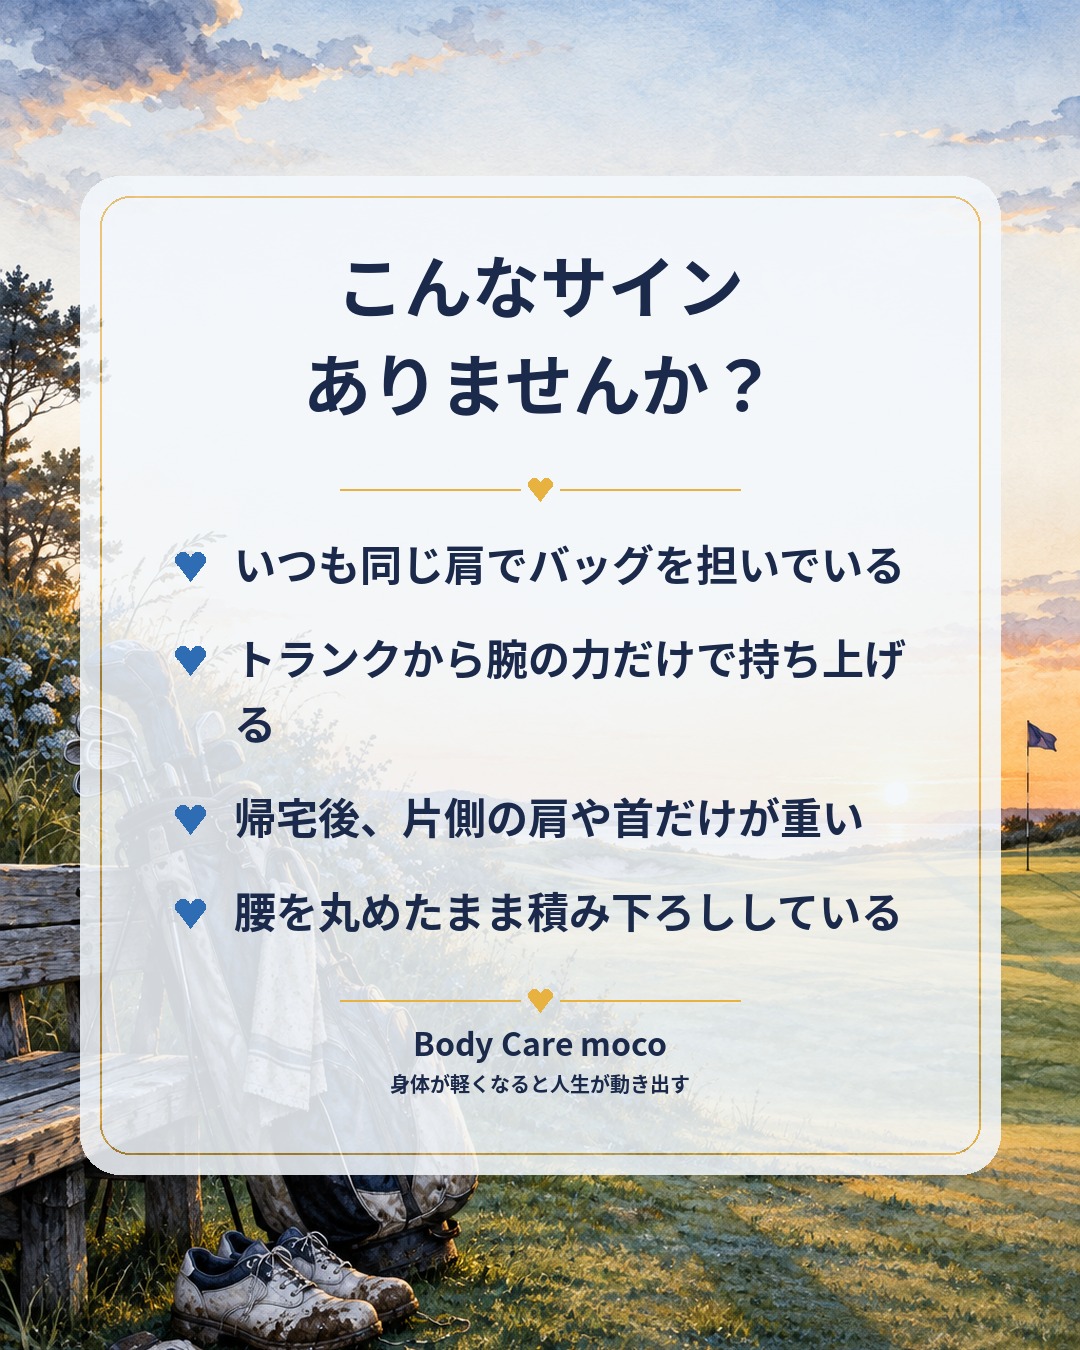 こんなサイン
ありませんか？
いつも同じ肩でバッグを担いでいる
トランクから腕の力だけで持ち上げ
る
帰宅後、片側の肩や首だけが重い
腰を丸めたまま積み下ろししている
Body Care moco
身体が軽くなると人生が動き出す